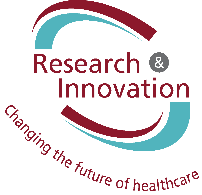 Research &
Innovation
Changing the future of healthcare